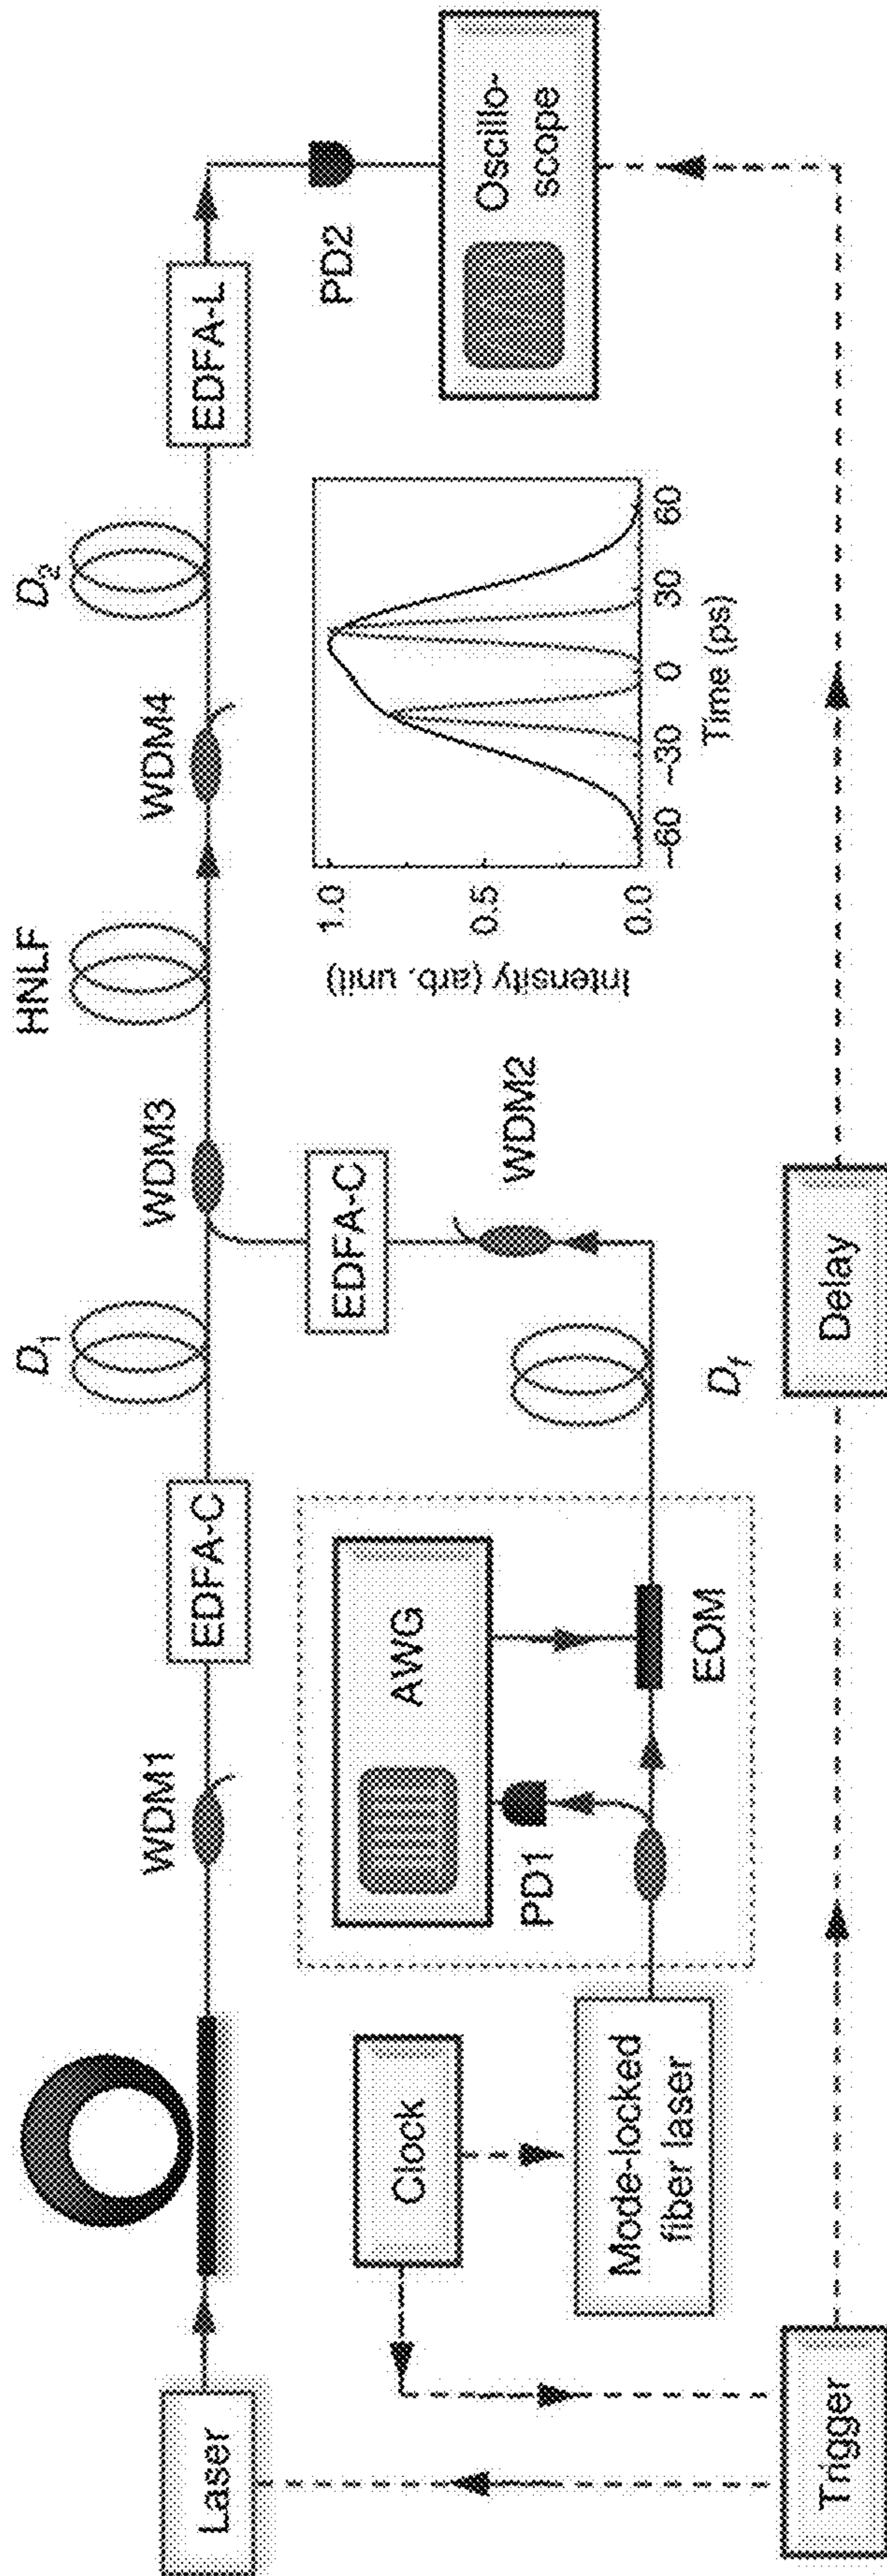 Laser
WDM1
EDFA-C
D₁
WDM3
HNLF
WDM4
D₂
EDFA-L
PD2
Oscillo-
scope
Clock
Mode-locked
fiber laser
AWG
PD1
EOM
D_f
WDM2
EDFA-C
Intensity (arb. unit)
1.0
0.5
0.0
–60
–30
0
30
60
Time (ps)
Trigger
Delay